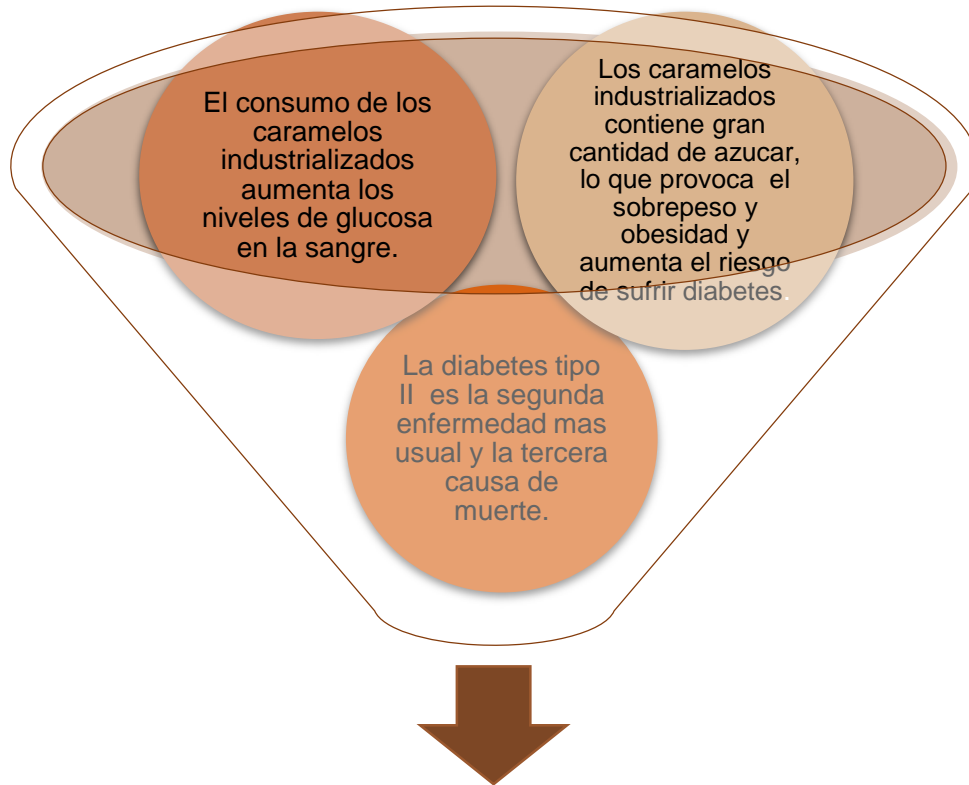 El consumo de los
caramelos
industrializados
aumenta los
niveles de glucosa
en la sangre.
Los caramelos
industrializados
contiene gran
cantidad de azucar,
lo que provoca el
sobrepeso y
obesidad y
aumenta el riesgo
de sufrir diabetes.
La diabetes tipo
II es la segunda
enfermedad mas
usual y la tercera
causa de
muerte.